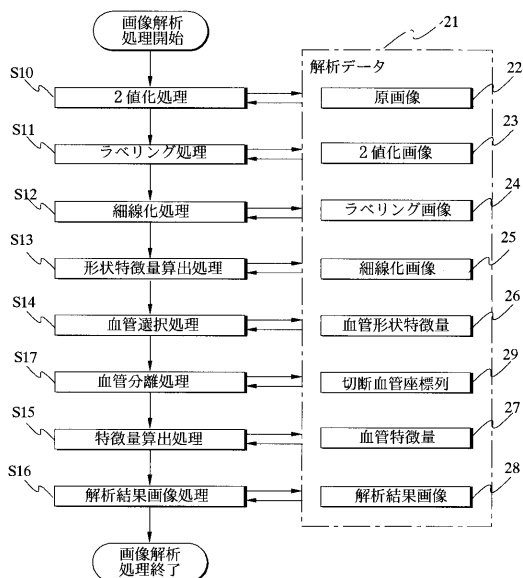 画像解析
処理開始
21
解析データ
S10
2値化処理
原画像
22
S11
ラベリング処理
2値化画像
23
S12
細線化処理
ラベリング画像
24
S13
形状特徴量算出処理
細線化画像
25
S14
血管選択処理
血管形状特徴量
26
S17
血管分離処理
切断血管座標列
29
S15
特徴量算出処理
血管特徴量
27
S16
解析結果画像処理
解析結果画像
28
画像解析
処理終了